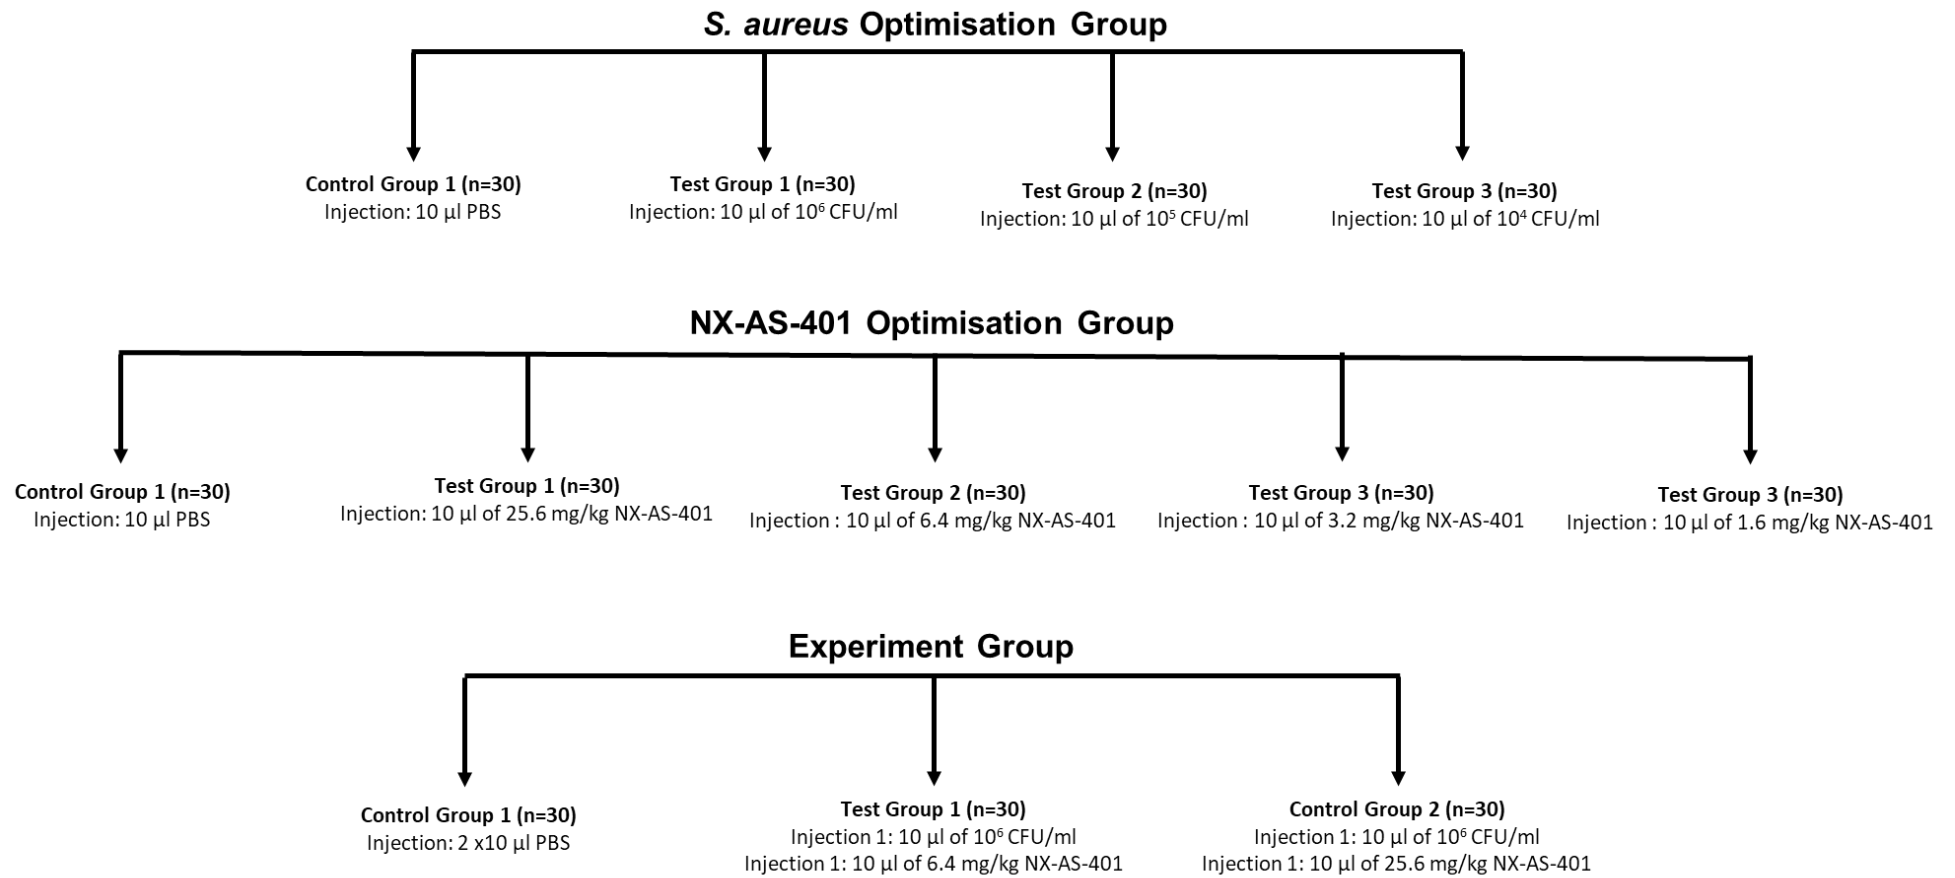 S. aureus Optimisation Group
Control Group 1 (n=30)
Injection: 10 µl PBS
Test Group 1 (n=30)
Injection: 10 µl of 10⁶ CFU/ml
Test Group 2 (n=30)
Injection: 10 µl of 10⁵ CFU/ml
Test Group 3 (n=30)
Injection: 10 µl of 10⁴ CFU/ml
NX-AS-401 Optimisation Group
Control Group 1 (n=30)
Injection: 10 µl PBS
Test Group 1 (n=30)
Injection: 10 µl of 25.6 mg/kg NX-AS-401
Test Group 2 (n=30)
Injection : 10 µl of 6.4 mg/kg NX-AS-401
Test Group 3 (n=30)
Injection : 10 µl of 3.2 mg/kg NX-AS-401
Test Group 3 (n=30)
Injection : 10 µl of 1.6 mg/kg NX-AS-401
Experiment Group
Control Group 1 (n=30)
Injection: 2 x10 µl PBS
Test Group 1 (n=30)
Injection 1: 10 µl of 10⁶ CFU/ml
Injection 1: 10 µl of 6.4 mg/kg NX-AS-401
Control Group 2 (n=30)
Injection 1: 10 µl of 10⁶ CFU/ml
Injection 1: 10 µl of 25.6 mg/kg NX-AS-401